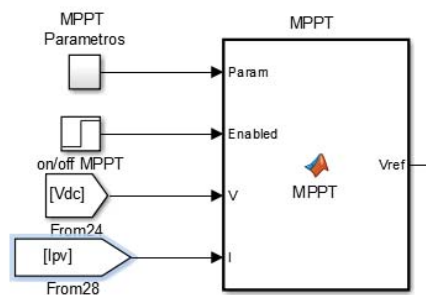 MPPT
Parametros
MPPT
Param
Enabled
on/off MPPT
MPPT
Vref
[Vdc]
V
From24
[Ipv]
I
From28